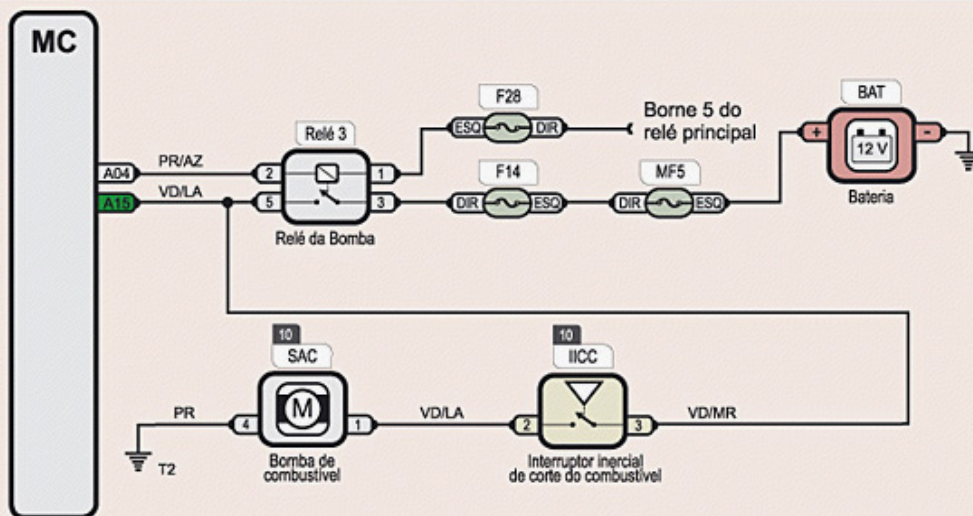 MC
F28
BAT
Relé 3
ESQ
DIR
Borne 5 do
relé principal
+
-
12 V
Bateria
A04
PR/AZ
2
1
F14
MF5
A15
VD/LA
5
3
DIR
ESQ
DIR
ESQ
Relé da Bomba
10
SAC
10
IICC
M
PR
4
1
VD/LA
2
3
VD/MR
T2
Bomba de
combustível
Interruptor inercial
de corte do combustível